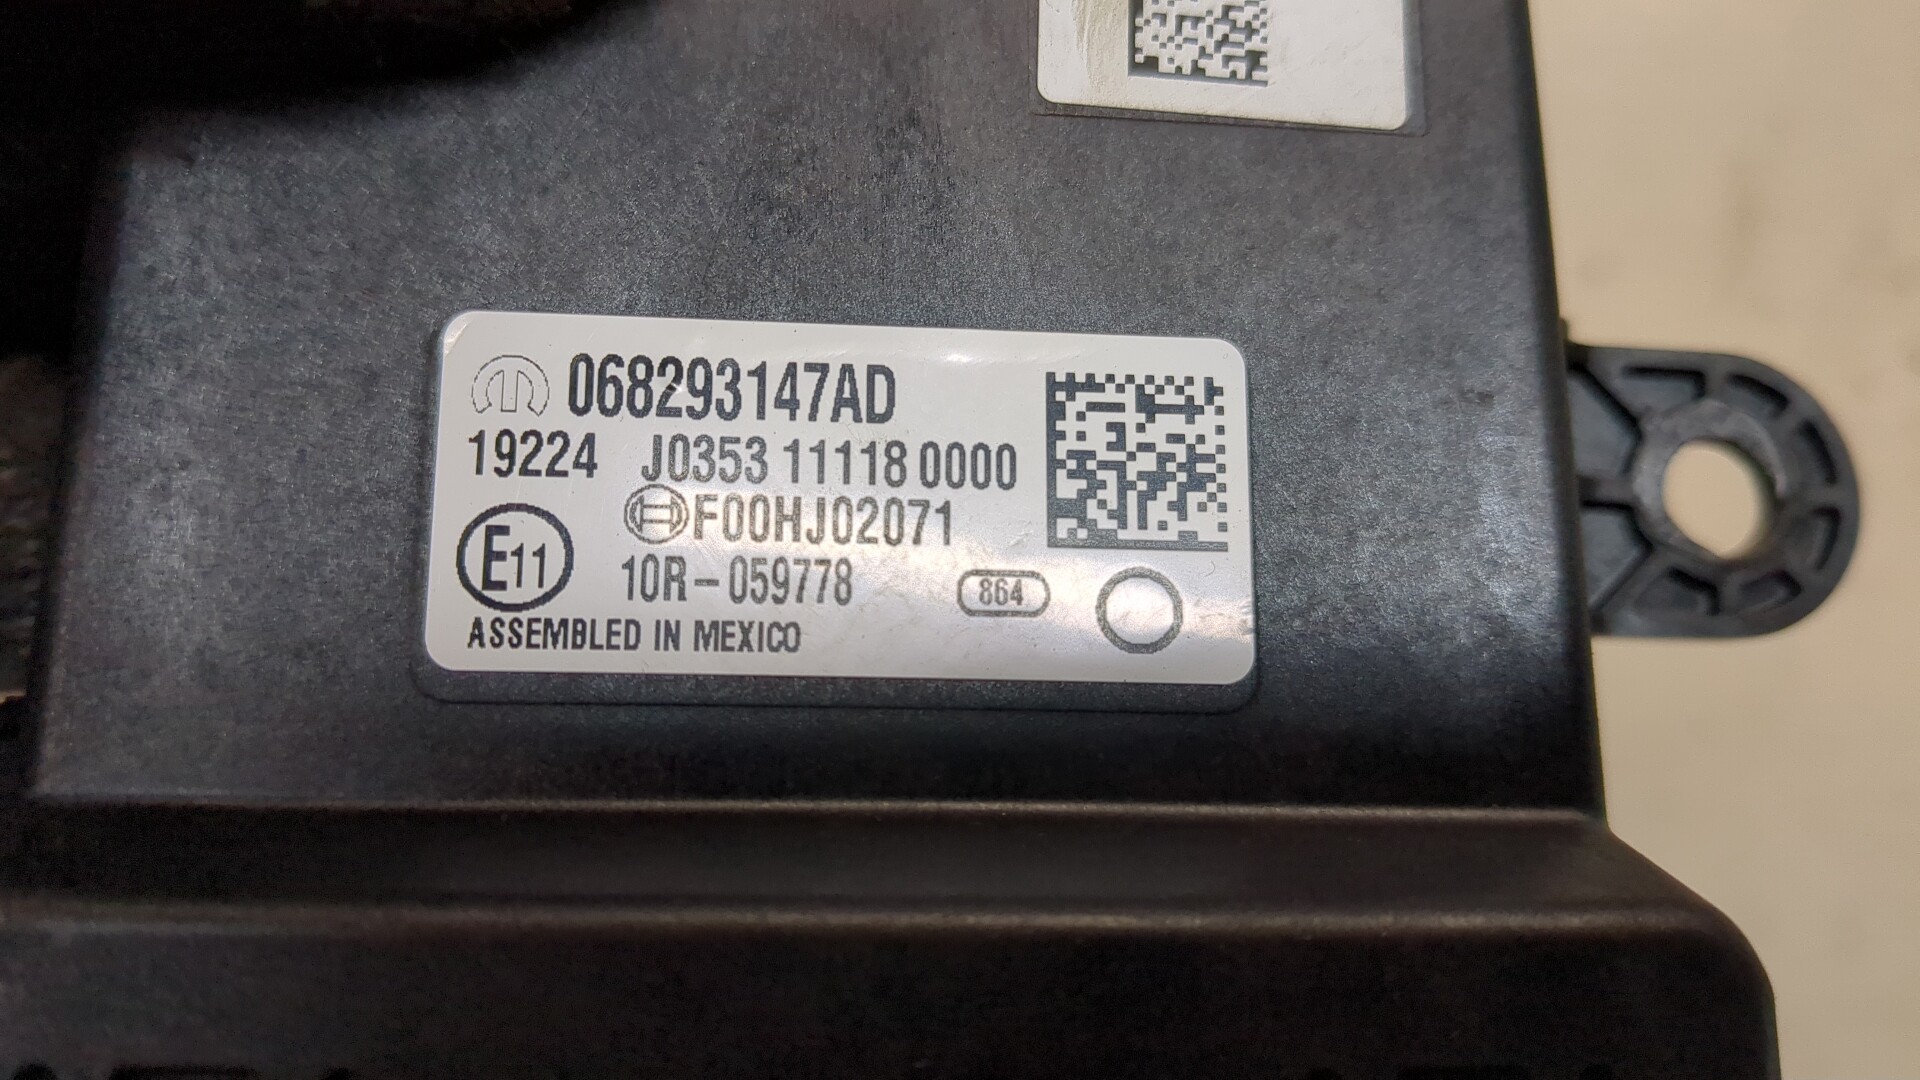 068293147AD
19224 J0353 11118 0000
F00HJ02071
E11
10R-059778
864
ASSEMBLED IN MEXICO